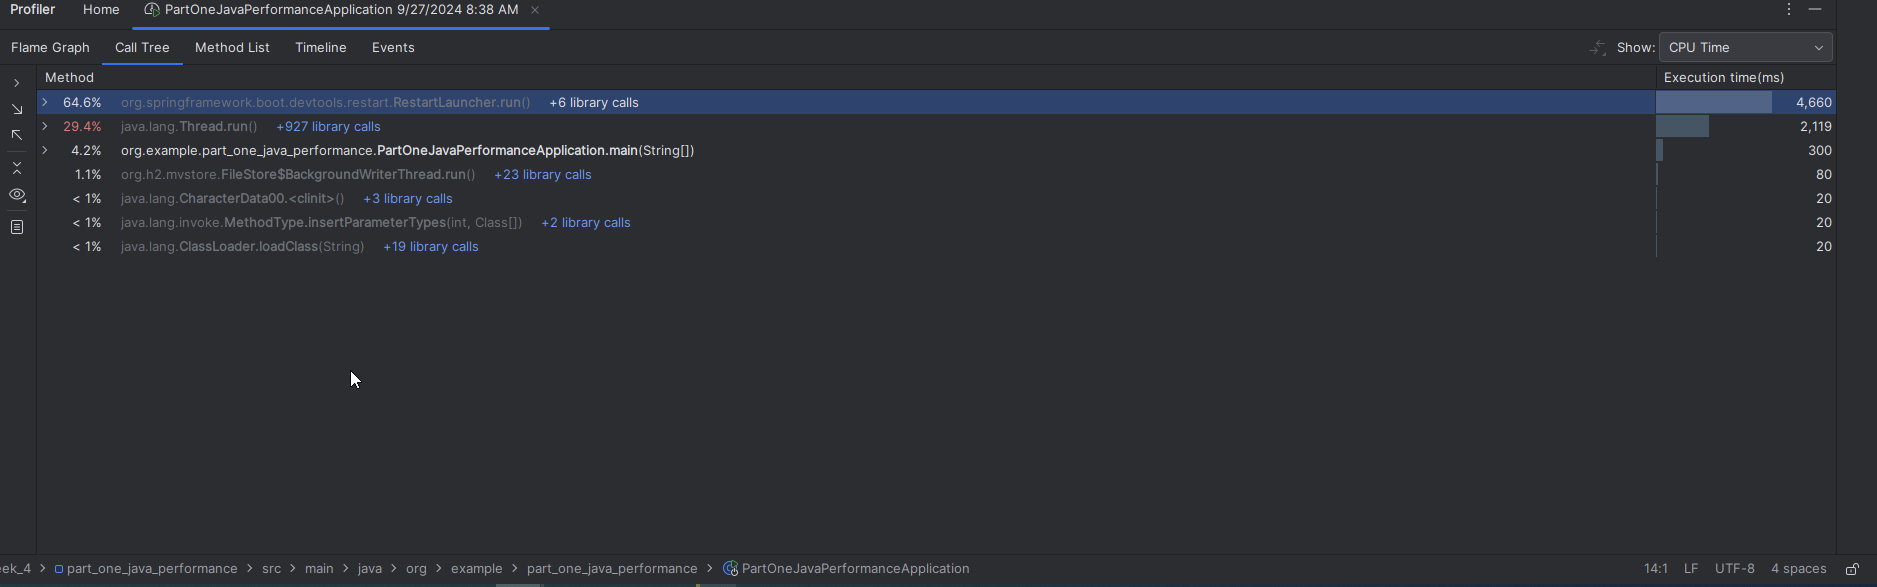 Profiler Home PartOneJavaPerformanceApplication 9/27/2024 8:38 AM
Flame Graph Call Tree Method List Timeline Events Show: CPU Time
Method Execution time(ms)
64.6% org.springframework.boot.devtools.restart.RestartLauncher.run() +6 library calls 4,660
29.4% java.lang.Thread.run() +927 library calls 2,119
4.2% org.example.part_one_java_performance.PartOneJavaPerformanceApplication.main(String[]) 300
1.1% org.h2.mvstore.FileStore$BackgroundWriterThread.run() +23 library calls 80
< 1% java.lang.CharacterData00.<clinit>() +3 library calls 20
< 1% java.lang.invoke.MethodType.insertParameterTypes(int, Class[]) +2 library calls 20
< 1% java.lang.ClassLoader.loadClass(String) +19 library calls 20
ek_4 > part_one_java_performance > src > main > java > org > example > part_one_java_performance > PartOneJavaPerformanceApplication 14:1 LF UTF-8 4 spaces